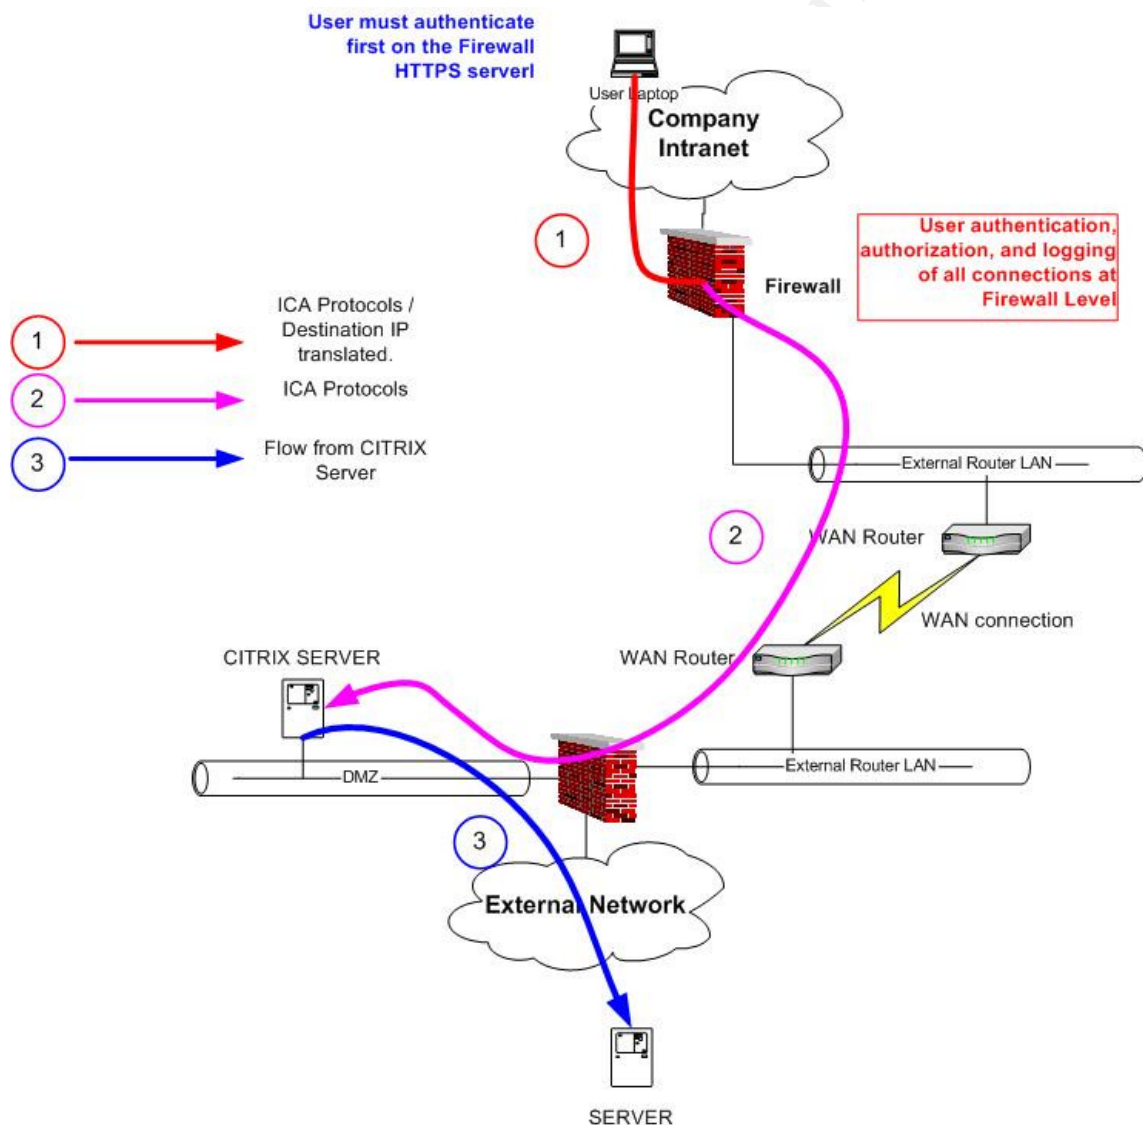 User must authenticate
first on the Firewall
HTTPS server!
User Laptop
Company
Intranet
1
User authentication,
authorization, and logging
of all connections at
Firewall Level
Firewall
1
ICA Protocols /
Destination IP
translated.
2
ICA Protocols
3
Flow from CITRIX
Server
External Router LAN
2
WAN Router
WAN connection
WAN Router
CITRIX SERVER
External Router LAN
DMZ
3
External Network
SERVER